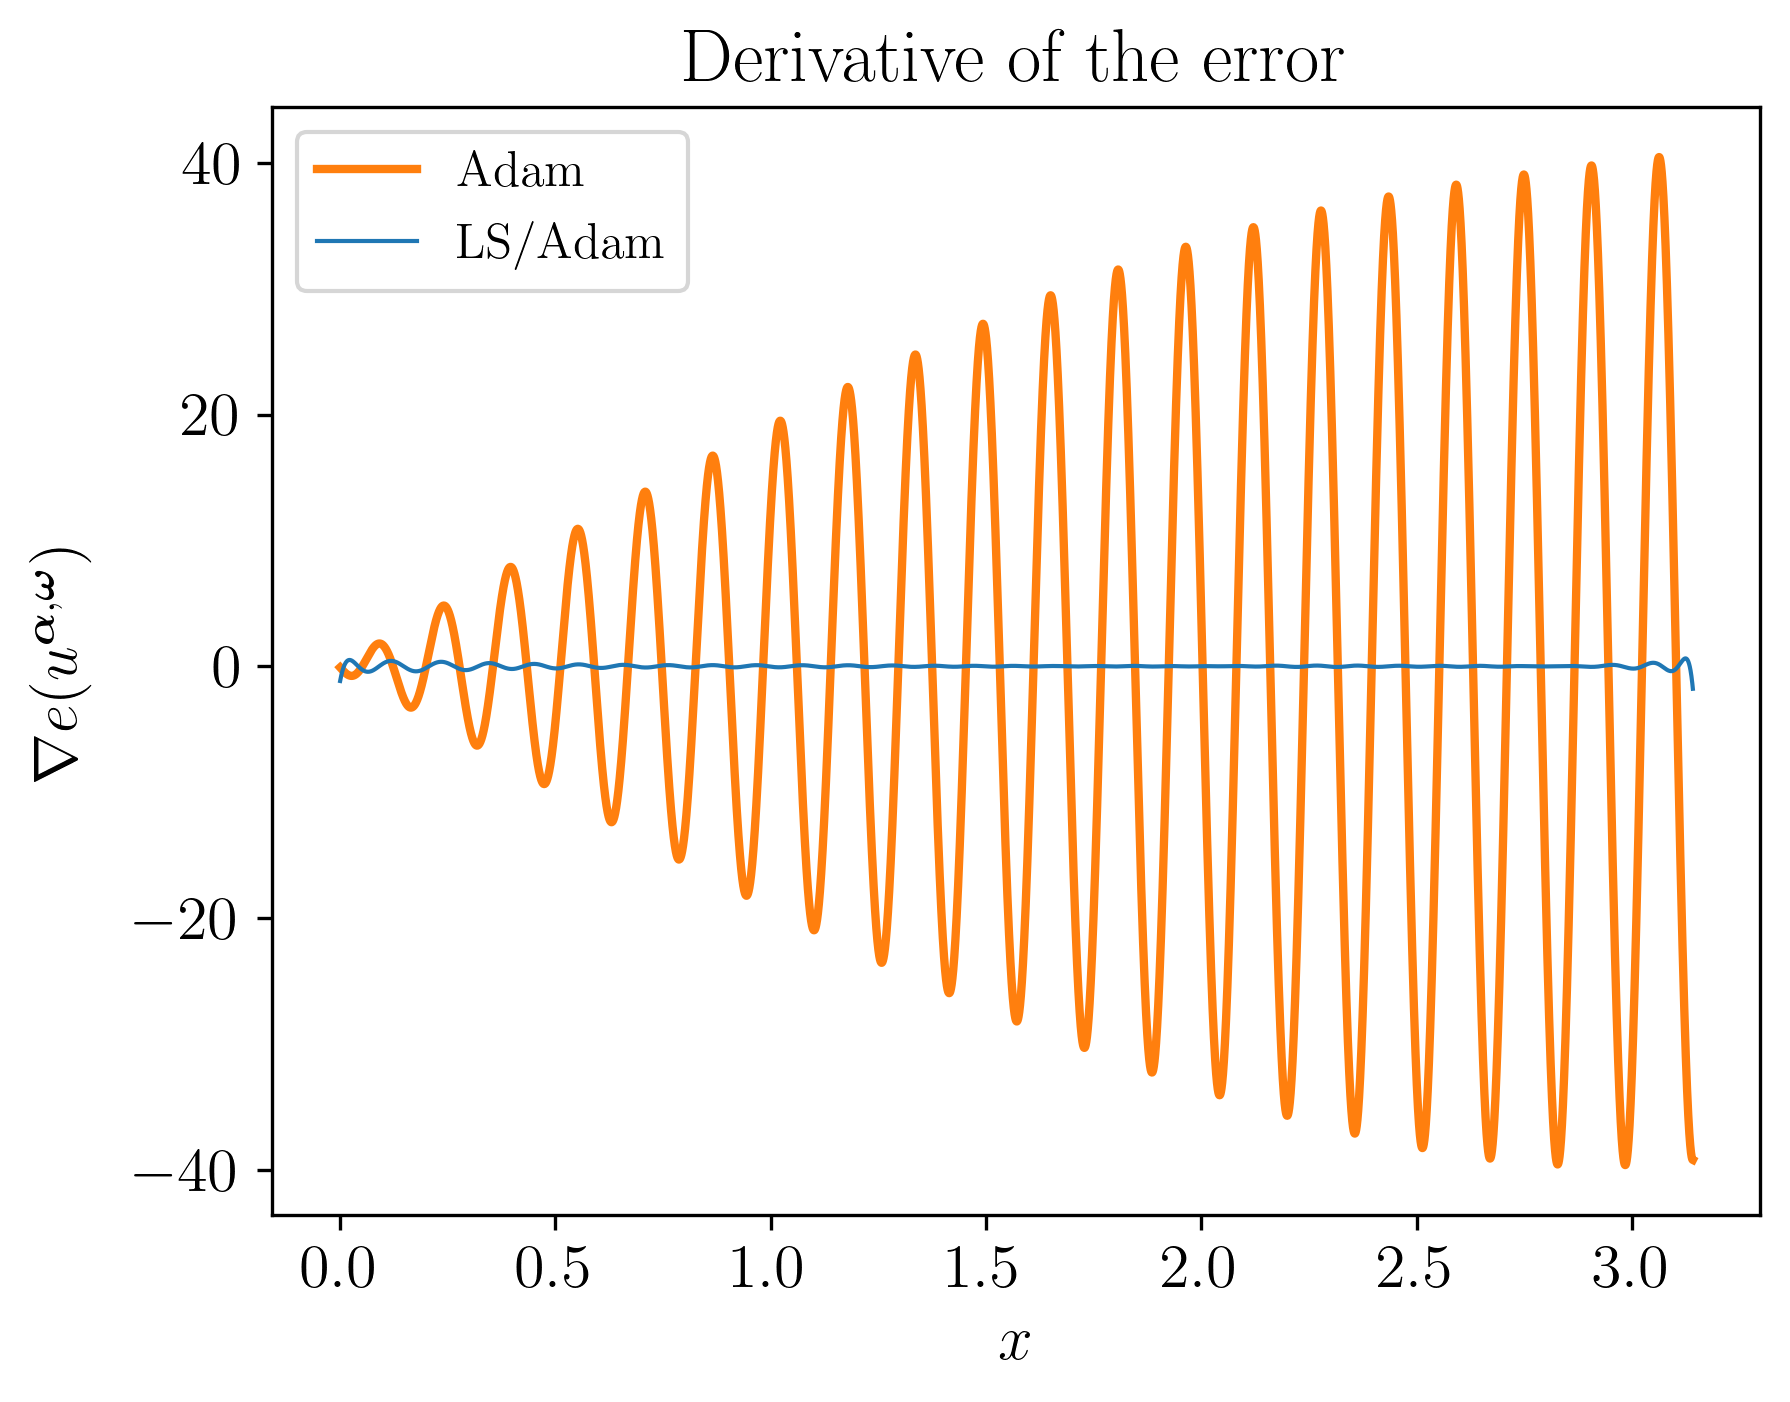 Derivative of the error
Adam
LS/Adam
40
20
0
−20
−40
∇e(u^{α,ω})
0.0 0.5 1.0 1.5 2.0 2.5 3.0
x